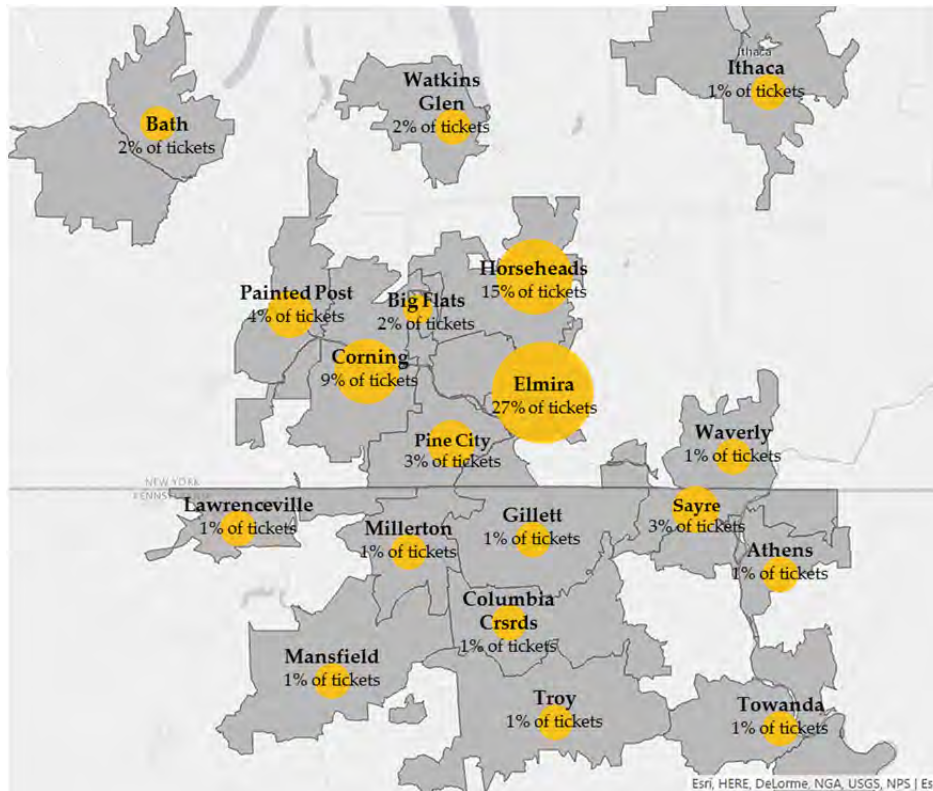 Ithaca
Ithaca
1% of tickets
Watkins
Glen
2% of tickets
Bath
2% of tickets
Horseheads
15% of tickets
Painted Post
4% of tickets
Big Flats
2% of tickets
Corning
9% of tickets
Elmira
27% of tickets
Pine City
3% of tickets
Waverly
1% of tickets
NEW YORK
PENNSYLVANIA
Lawrenceville
1% of tickets
Millerton
1% of tickets
Gillett
1% of tickets
Sayre
3% of tickets
Athens
1% of tickets
Columbia
Crsrds
1% of tickets
Mansfield
1% of tickets
Troy
1% of tickets
Towanda
1% of tickets
Esri, HERE, DeLorme, NGA, USGS, NPS | Es